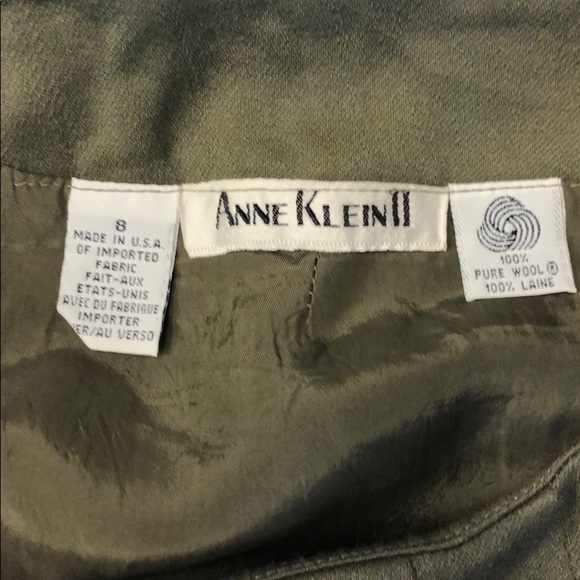 8
MADE IN U.S.A.
OF IMPORTED
FABRIC
FAIT-AUX
ETATS-UNIS
AVEC DU FABRIQUE
IMPORTER
VER/AU VERSO
ANNE KLEIN II
100%
PURE WOOL ®
100% LAINE